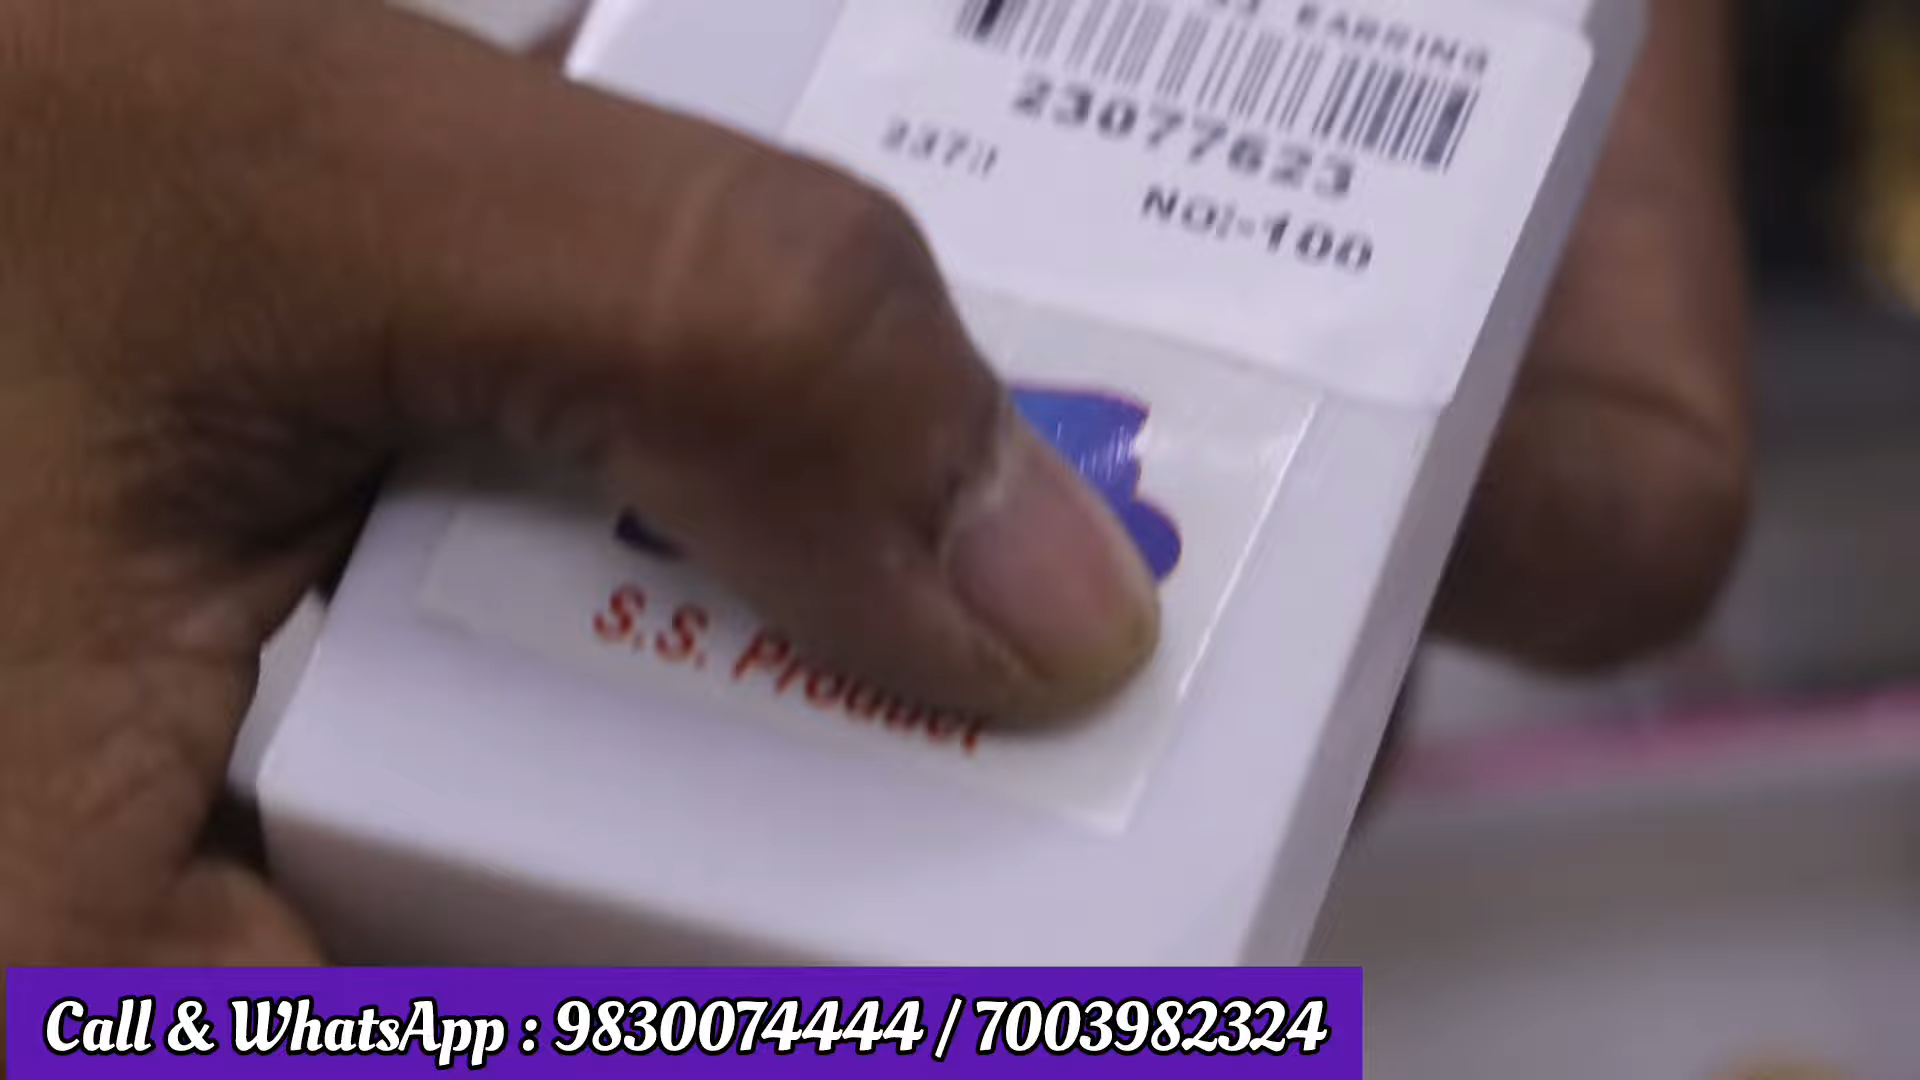 EARRING
23077623
NO:-100
S.S. Product
Call & WhatsApp : 9830074444 / 7003982324